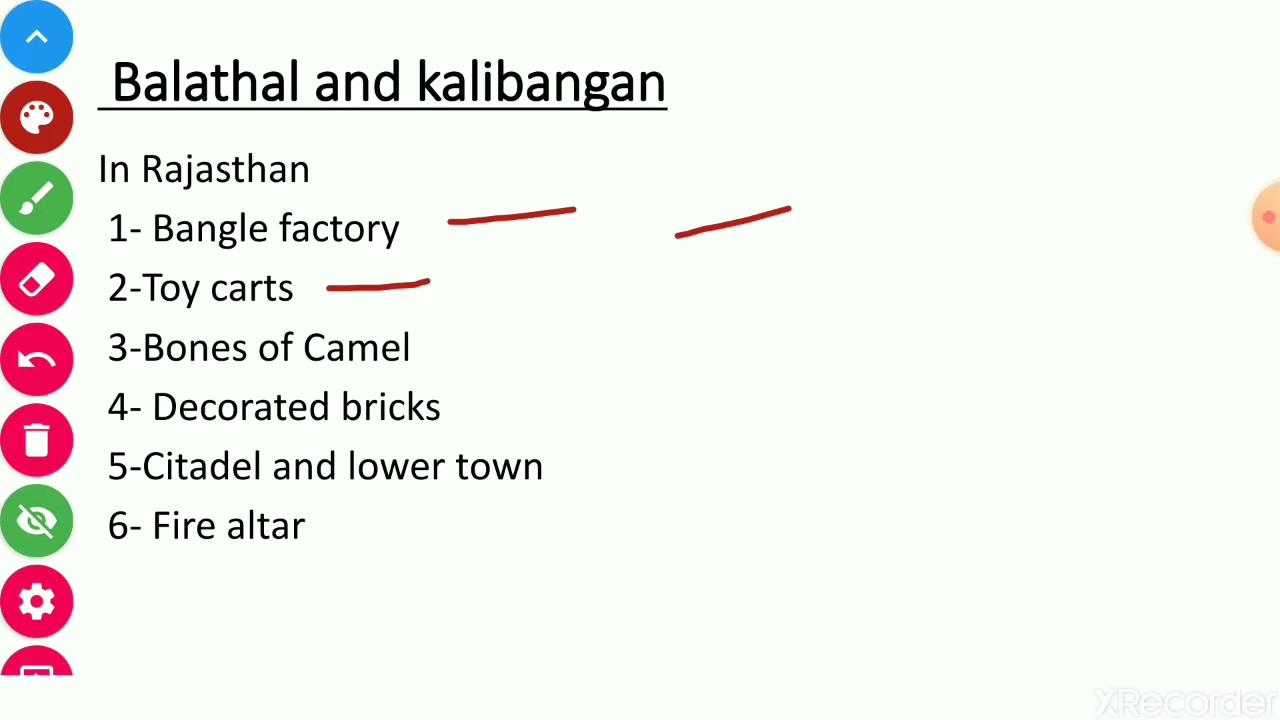 Balathal and kalibangan
In Rajasthan
1- Bangle factory
2-Toy carts
3-Bones of Camel
4- Decorated bricks
5-Citadel and lower town
6- Fire altar
XRecorder